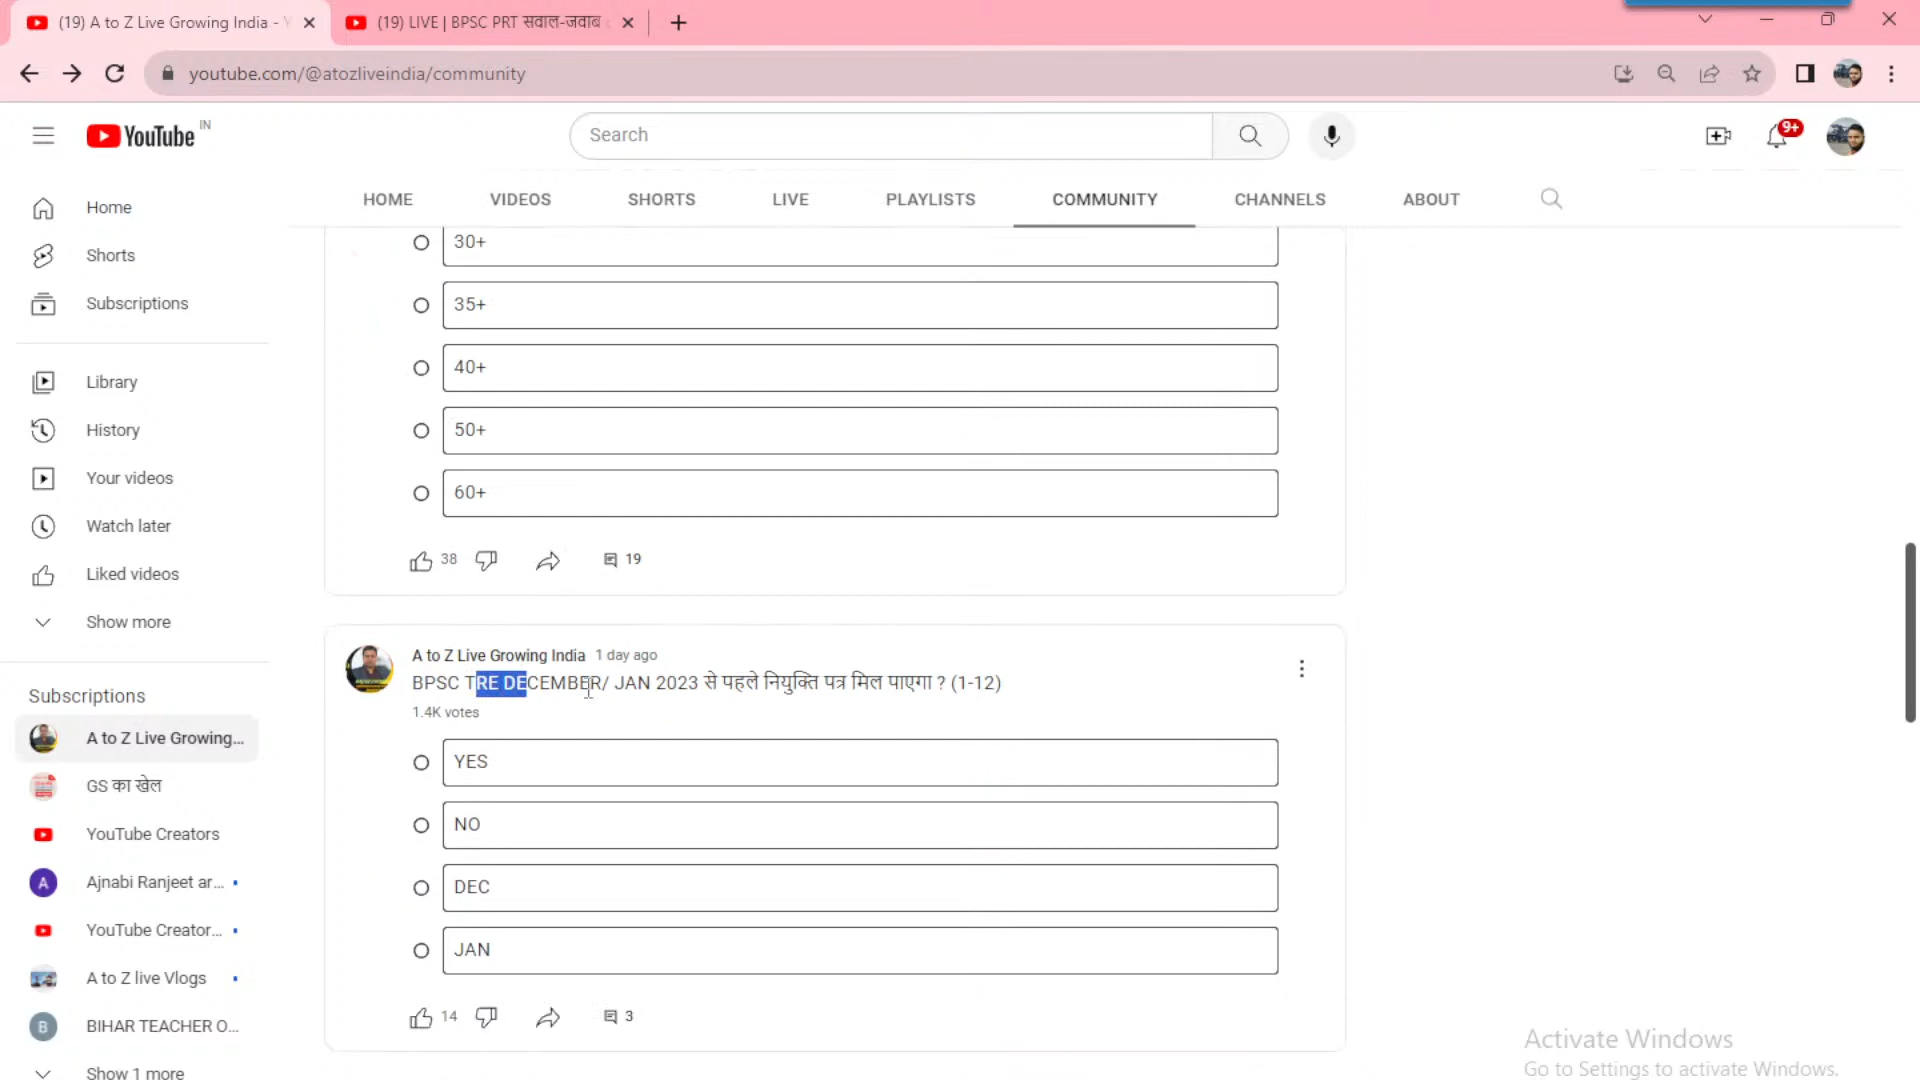 (19) A to Z Live Growing India -
(19) LIVE | BPSC PRT सवाल-जवाब
youtube.com/@atozliveindia/community
YouTube IN
Search
9+
HOME
VIDEOS
SHORTS
LIVE
PLAYLISTS
COMMUNITY
CHANNELS
ABOUT
Home
Shorts
Subscriptions
Library
History
Your videos
Watch later
Liked videos
Show more
Subscriptions
A to Z Live Growing...
GS का खेल
YouTube Creators
A
Ajnabi Ranjeet ar...
YouTube Creator...
A to Z live Vlogs
B
BIHAR TEACHER O...
Show 1 more
30+
35+
40+
50+
60+
38
19
A to Z Live Growing India 1 day ago
BPSC TRE DECEMBER/ JAN 2023 से पहले नियुक्ति पत्र मिल पाएगा ? (1-12)
1.4K votes
YES
NO
DEC
JAN
14
3
Activate Windows
Go to Settings to activate Windows.